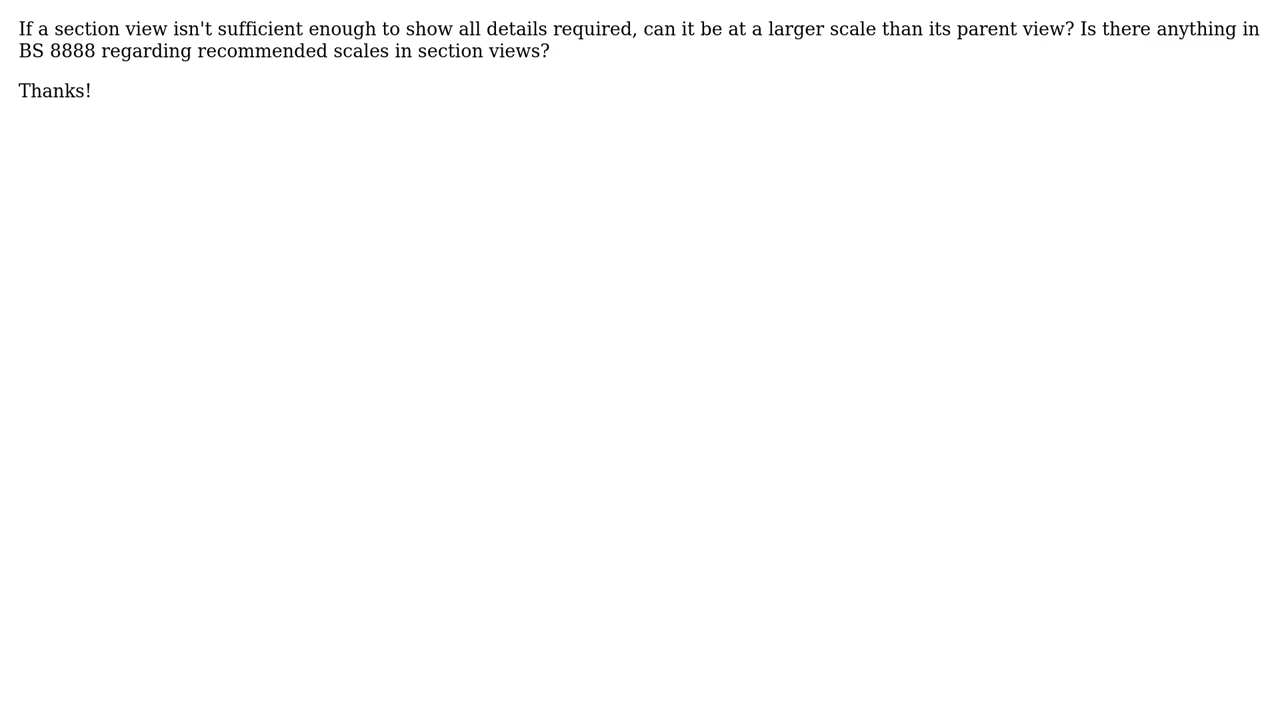 If a section view isn't sufficient enough to show all details required, can it be at a larger scale than its parent view? Is there anything in
BS 8888 regarding recommended scales in section views?
Thanks!